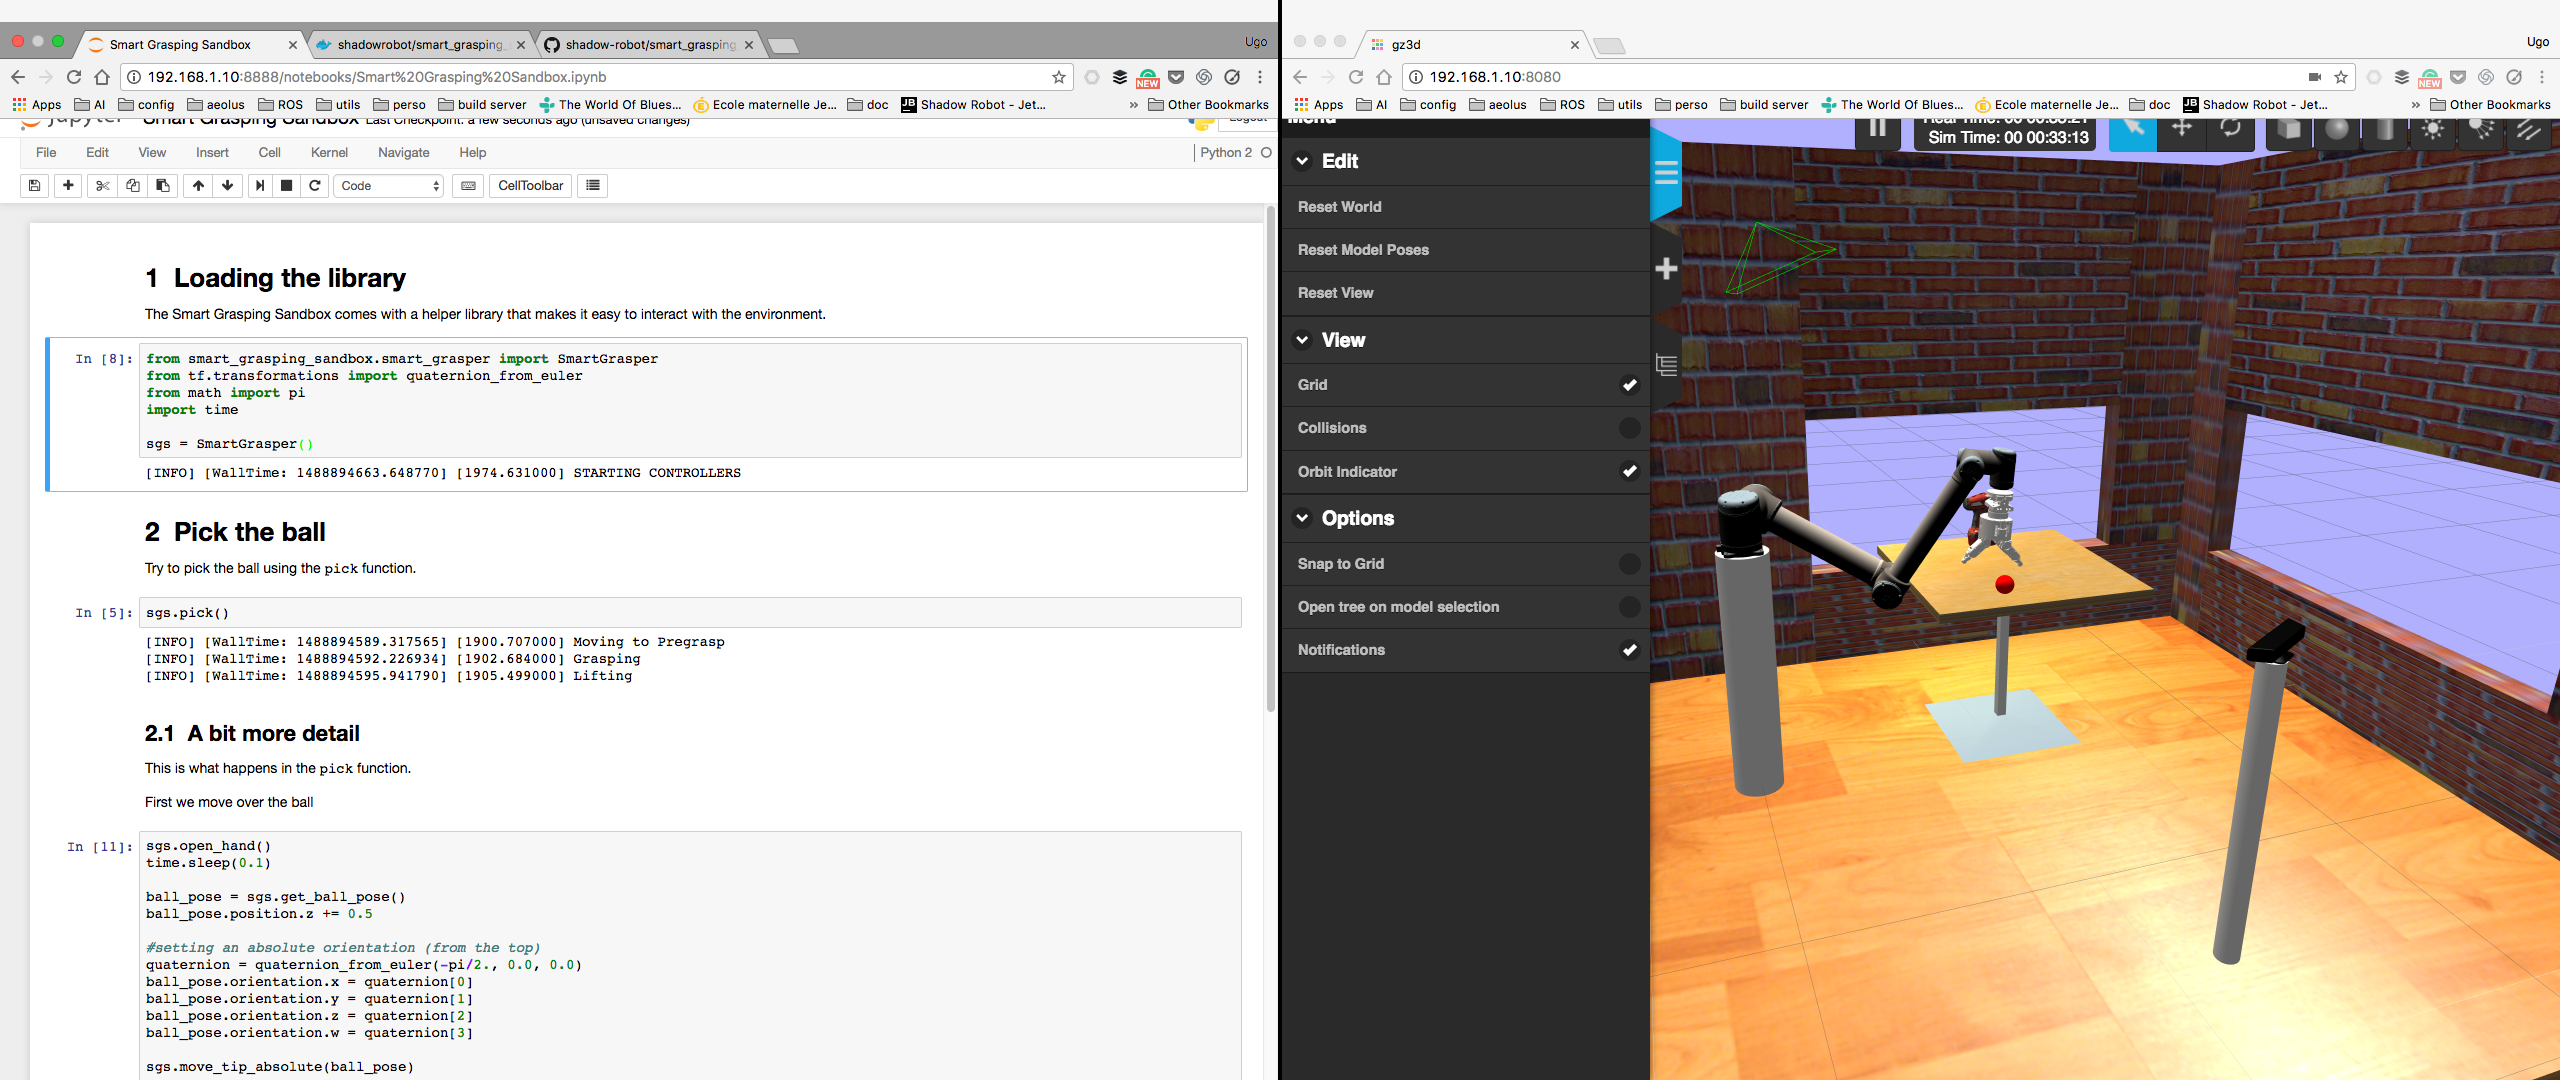 Smart Grasping Sandbox
shadowrobot/smart_grasping_
shadow-robot/smart_grasping
Ugo
192.168.1.10:8888/notebooks/Smart%20Grasping%20Sandbox.ipynb
NEW
Apps AI config aeolus ROS utils perso build server The World Of Blues... Ecole maternelle Je... doc Shadow Robot - Jet... » Other Bookmarks
jupyter Smart Grasping Sandbox Last Checkpoint: a few seconds ago (unsaved changes) Logout
File Edit View Insert Cell Kernel Navigate Help Python 2
Code CellToolbar
1 Loading the library
The Smart Grasping Sandbox comes with a helper library that makes it easy to interact with the environment.
In [8]: from smart_grasping_sandbox.smart_grasper import SmartGrasper
from tf.transformations import quaternion_from_euler
from math import pi
import time
sgs = SmartGrasper()
[INFO] [WallTime: 1488894663.648770] [1974.631000] STARTING CONTROLLERS
2 Pick the ball
Try to pick the ball using the pick function.
In [5]: sgs.pick()
[INFO] [WallTime: 1488894589.317565] [1900.707000] Moving to Pregrasp
[INFO] [WallTime: 1488894592.226934] [1902.684000] Grasping
[INFO] [WallTime: 1488894595.941790] [1905.499000] Lifting
2.1 A bit more detail
This is what happens in the pick function.
First we move over the ball
In [11]: sgs.open_hand()
time.sleep(0.1)
ball_pose = sgs.get_ball_pose()
ball_pose.position.z += 0.5
#setting an absolute orientation (from the top)
quaternion = quaternion_from_euler(-pi/2., 0.0, 0.0)
ball_pose.orientation.x = quaternion[0]
ball_pose.orientation.y = quaternion[1]
ball_pose.orientation.z = quaternion[2]
ball_pose.orientation.w = quaternion[3]
sgs.move_tip_absolute(ball_pose)
gz3d
Ugo
192.168.1.10:8080
NEW
Apps AI config aeolus ROS utils perso build server The World Of Blues... Ecole maternelle Je... doc Shadow Robot - Jet... » Other Bookmarks
Menu
Real Time: 00 00:33:21
Sim Time: 00 00:33:13
Edit
Reset World
Reset Model Poses
Reset View
View
Grid
Collisions
Orbit Indicator
Options
Snap to Grid
Open tree on model selection
Notifications